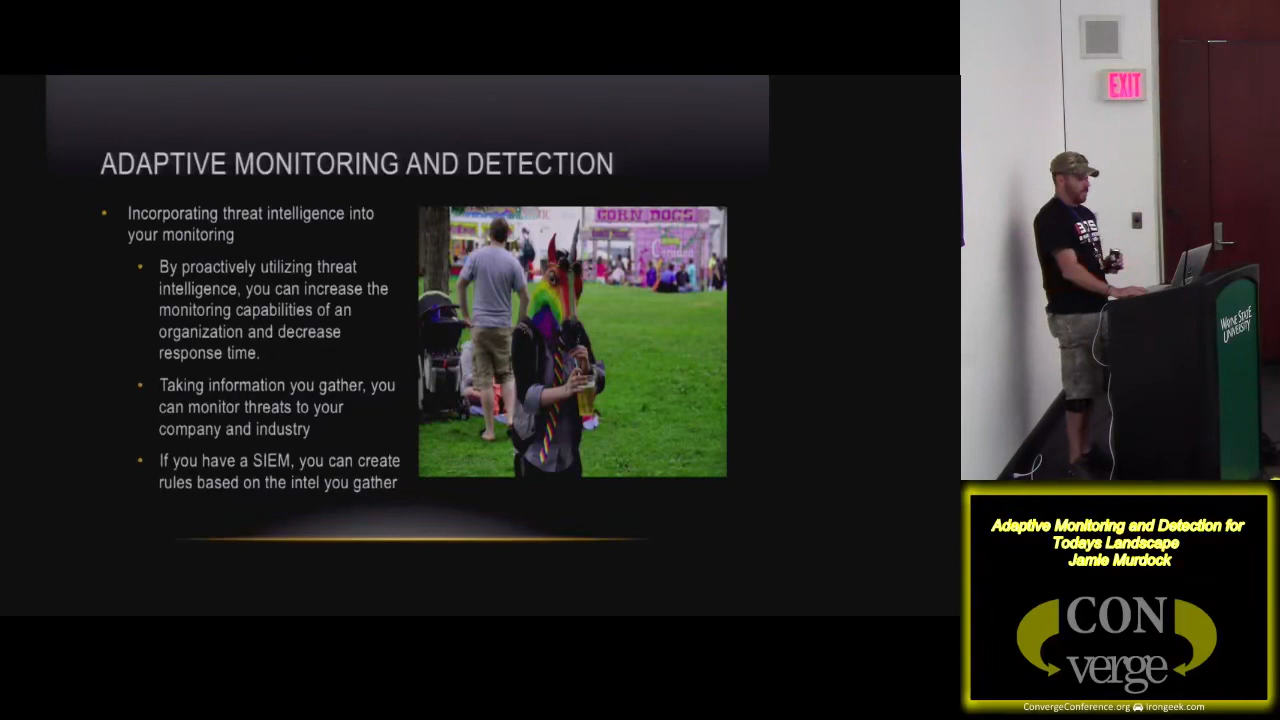 ADAPTIVE MONITORING AND DETECTION
• Incorporating threat intelligence into
your monitoring
• By proactively utilizing threat
intelligence, you can increase the
monitoring capabilities of an
organization and decrease
response time.
• Taking information you gather, you
can monitor threats to your
company and industry
• If you have a SIEM, you can create
rules based on the intel you gather
CORN DOGS
EXIT
WAYNE STATE
UNIVERSITY
Adaptive Monitoring and Detection for
Todays Landscape
Jamie Murdock
CON
verge
ConvergeConference.org
irongeek.com